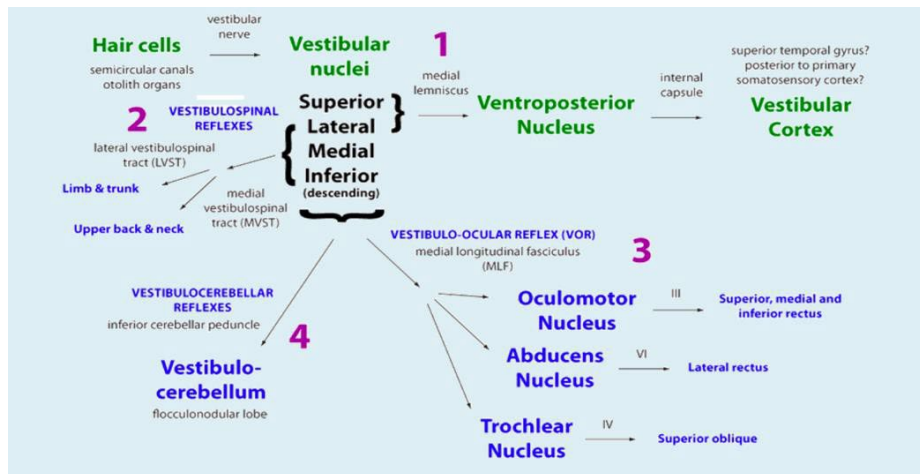 Hair cells
semicircular canals
otolith organs
vestibular
nerve
Vestibular
nuclei
1
medial
lemniscus
Ventroposterior
Nucleus
internal
capsule
superior temporal gyrus?
posterior to primary
somatosensory cortex?
Vestibular
Cortex
Superior
Lateral
Medial
Inferior
(descending)
2
VESTIBULOSPINAL
REFLEXES
lateral vestibulospinal
tract (LVST)
Limb & trunk
medial
vestibulospinal
tract (MVST)
Upper back & neck
VESTIBULO-OCULAR REFLEX (VOR)
medial longitudinal fasciculus
(MLF)
3
Oculomotor
Nucleus
III
Superior, medial and
inferior rectus
Abducens
Nucleus
VI
Lateral rectus
Trochlear
Nucleus
IV
Superior oblique
VESTIBULOCEREBELLAR
REFLEXES
inferior cerebellar peduncle
4
Vestibulo-
cerebellum
flocculonodular lobe